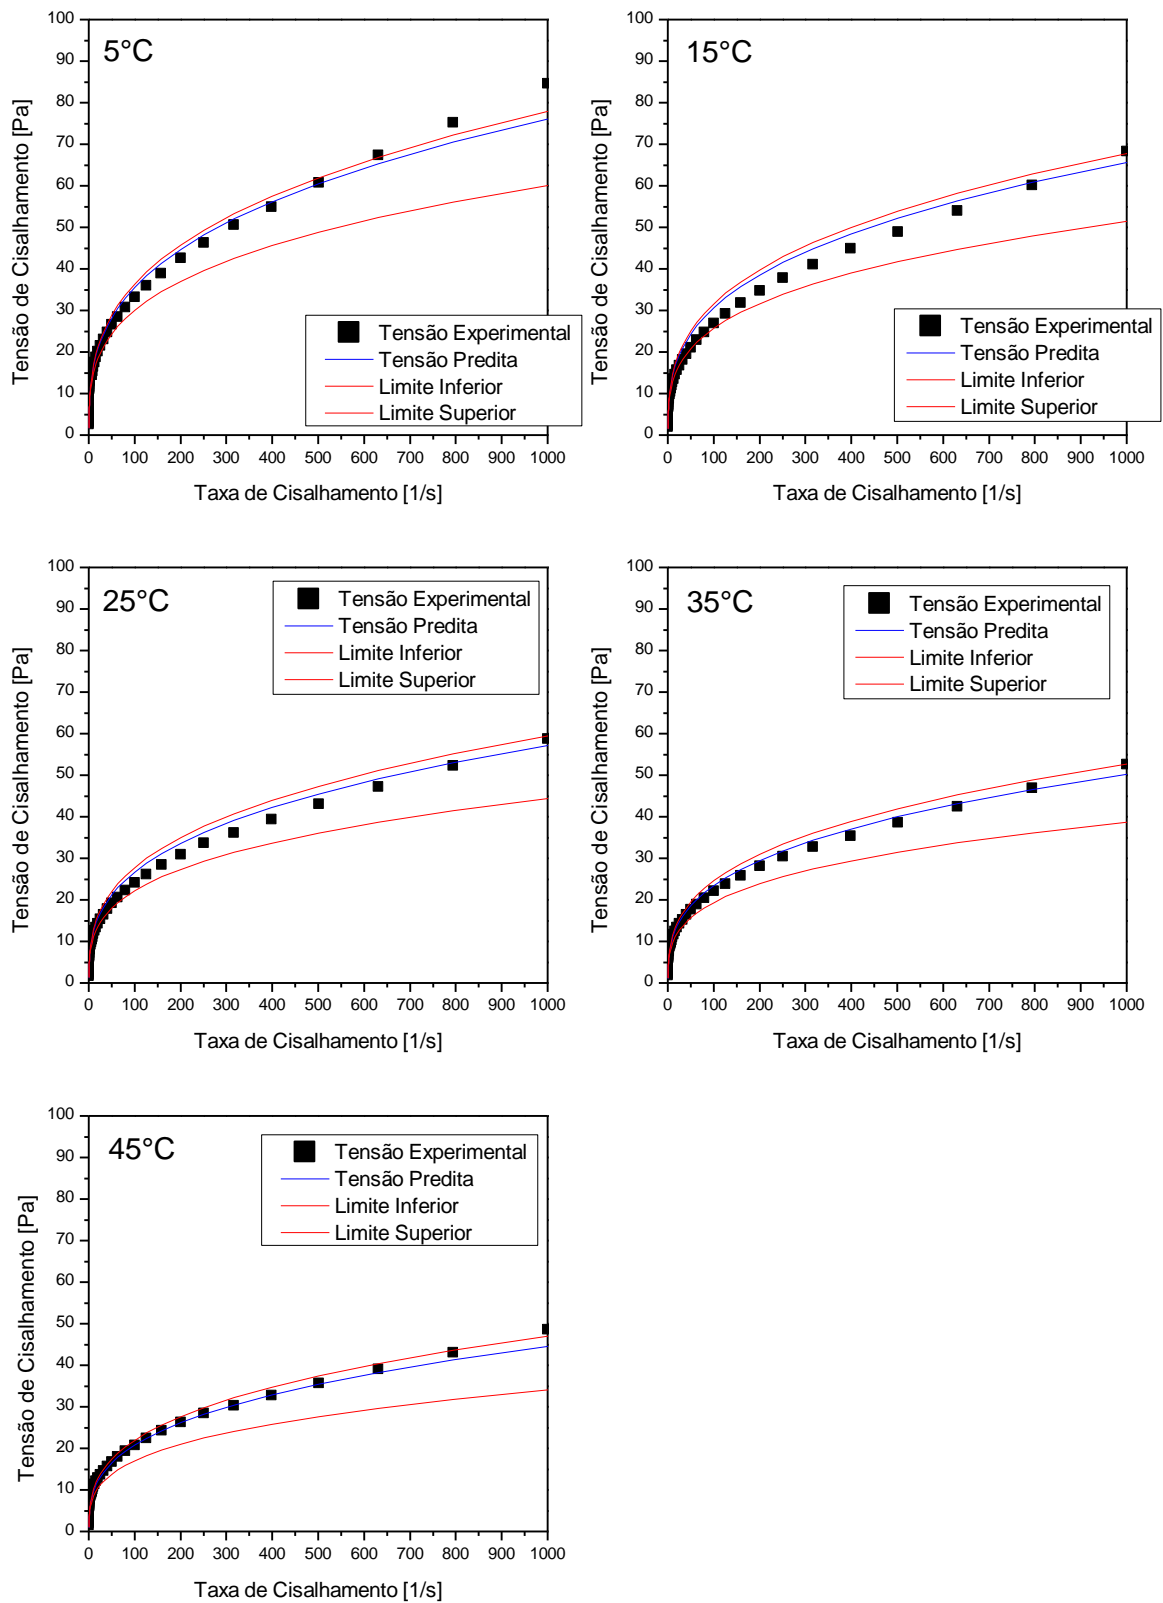 5°C
Tensão de Cisalhamento [Pa]
100
90
80
70
60
50
40
30
20
10
0
Tensão Experimental
Tensão Predita
Limite Inferior
Limite Superior
0 100 200 300 400 500 600 700 800 900 1000
Taxa de Cisalhamento [1/s]
15°C
Tensão de Cisalhamento [Pa]
100
90
80
70
60
50
40
30
20
10
0
Tensão Experimental
Tensão Predita
Limite Inferior
Limite Superior
0 100 200 300 400 500 600 700 800 900 1000
Taxa de Cisalhamento [1/s]
25°C
Tensão de Cisalhamento [Pa]
100
90
80
70
60
50
40
30
20
10
0
Tensão Experimental
Tensão Predita
Limite Inferior
Limite Superior
0 100 200 300 400 500 600 700 800 900 1000
Taxa de Cisalhamento [1/s]
35°C
Tensão de Cisalhamento [Pa]
100
90
80
70
60
50
40
30
20
10
0
Tensão Experimental
Tensão Predita
Limite Inferior
Limite Superior
0 100 200 300 400 500 600 700 800 900 1000
Taxa de Cisalhamento [1/s]
45°C
Tensão de Cisalhamento [Pa]
100
90
80
70
60
50
40
30
20
10
0
Tensão Experimental
Tensão Predita
Limite Inferior
Limite Superior
0 100 200 300 400 500 600 700 800 900 1000
Taxa de Cisalhamento [1/s]